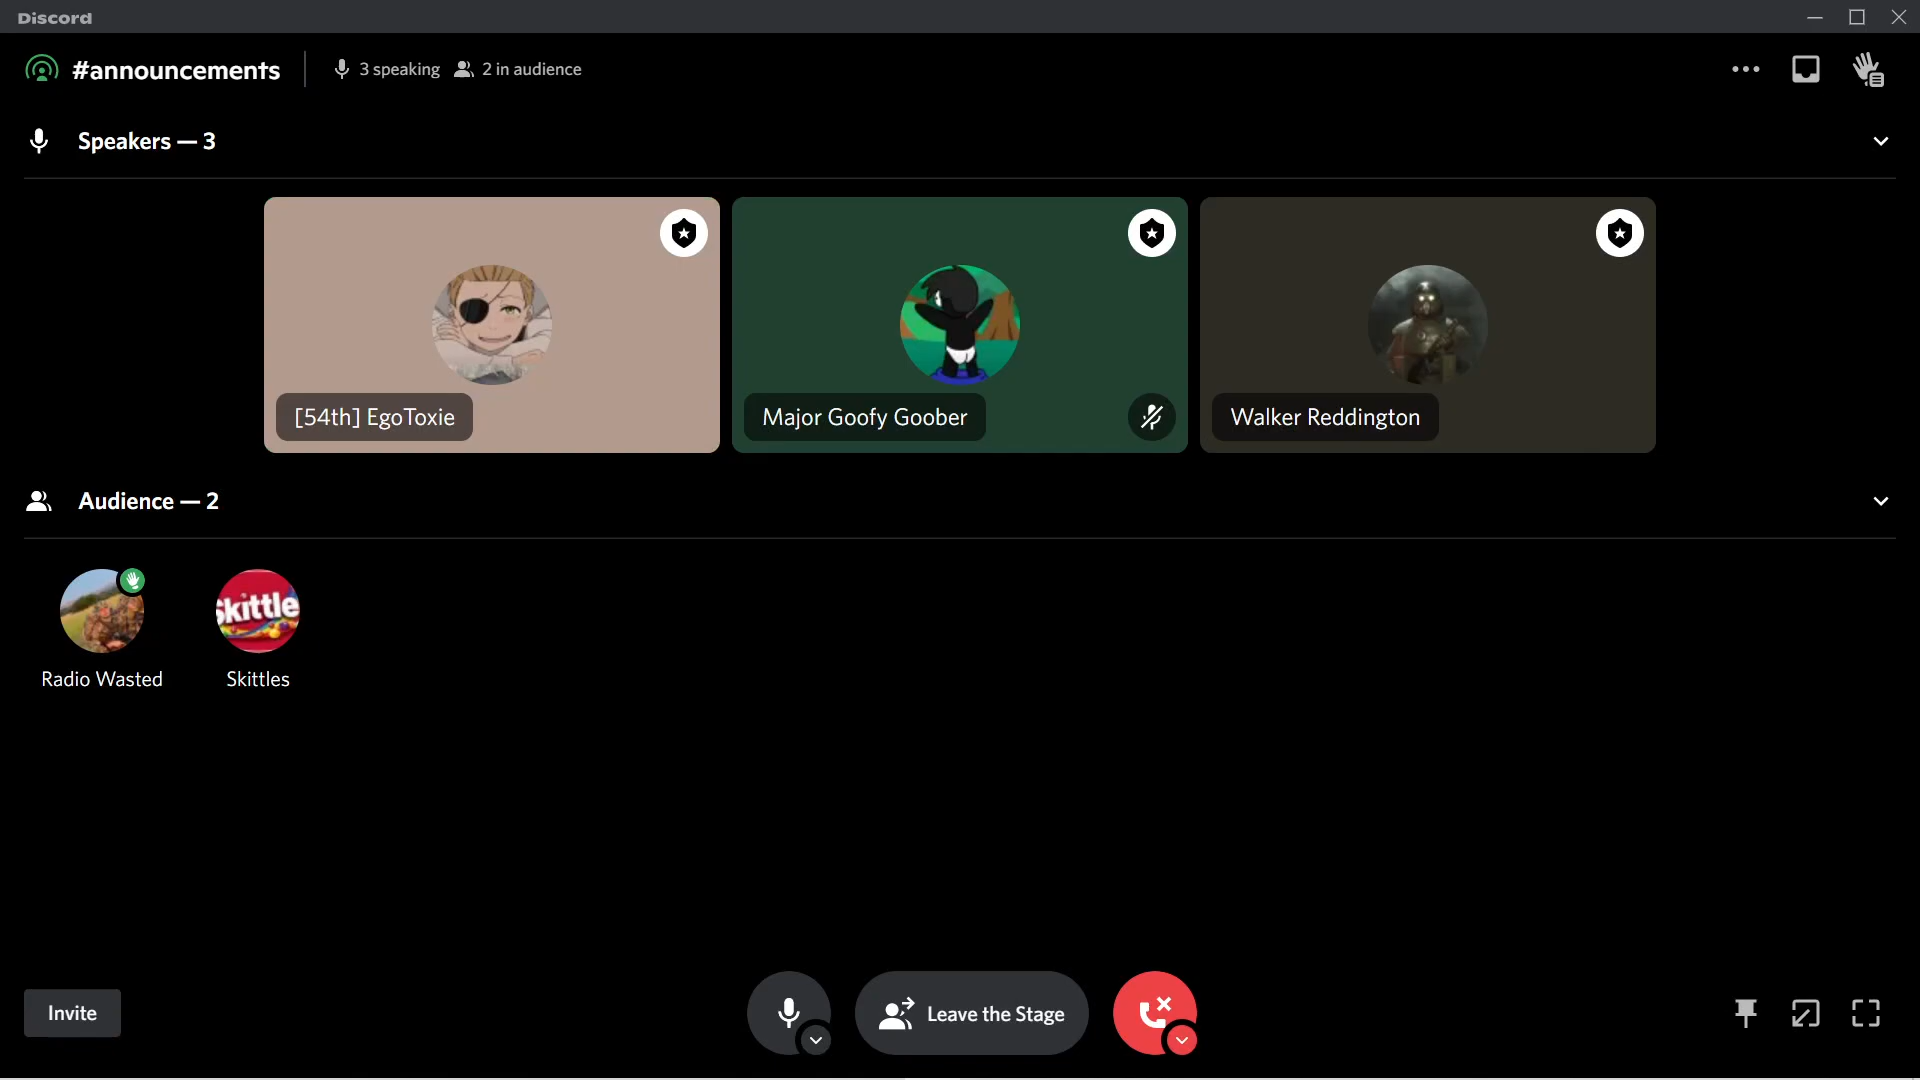 Discord
#announcements
3 speaking
2 in audience
Speakers — 3
[54th] EgoToxie
Major Goofy Goober
Walker Reddington
Audience — 2
kittle
Radio Wasted
Skittles
Invite
Leave the Stage